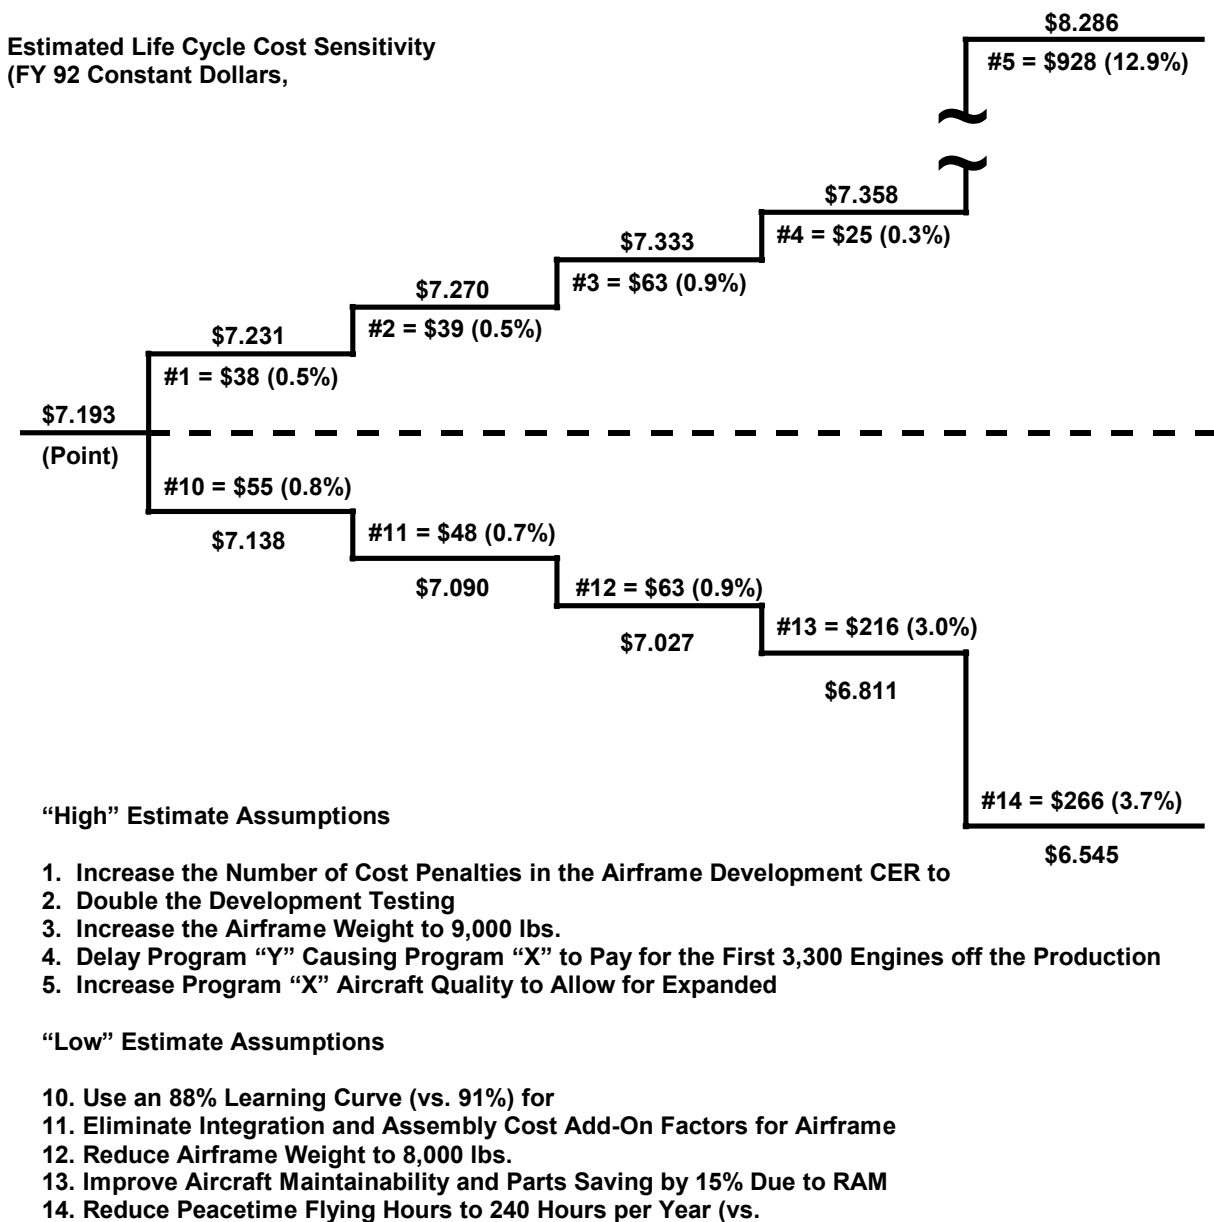 Estimated Life Cycle Cost Sensitivity
(FY 92 Constant Dollars,
$8.286
#5 = $928 (12.9%)
$7.358
#4 = $25 (0.3%)
$7.333
#3 = $63 (0.9%)
$7.270
#2 = $39 (0.5%)
$7.231
#1 = $38 (0.5%)
$7.193
(Point)
#10 = $55 (0.8%)
$7.138
#11 = $48 (0.7%)
$7.090
#12 = $63 (0.9%)
$7.027
#13 = $216 (3.0%)
$6.811
#14 = $266 (3.7%)
$6.545
“High” Estimate Assumptions
1. Increase the Number of Cost Penalties in the Airframe Development CER to
2. Double the Development Testing
3. Increase the Airframe Weight to 9,000 lbs.
4. Delay Program “Y” Causing Program “X” to Pay for the First 3,300 Engines off the Production
5. Increase Program “X” Aircraft Quality to Allow for Expanded
“Low” Estimate Assumptions
10. Use an 88% Learning Curve (vs. 91%) for
11. Eliminate Integration and Assembly Cost Add-On Factors for Airframe
12. Reduce Airframe Weight to 8,000 lbs.
13. Improve Aircraft Maintainability and Parts Saving by 15% Due to RAM
14. Reduce Peacetime Flying Hours to 240 Hours per Year (vs.